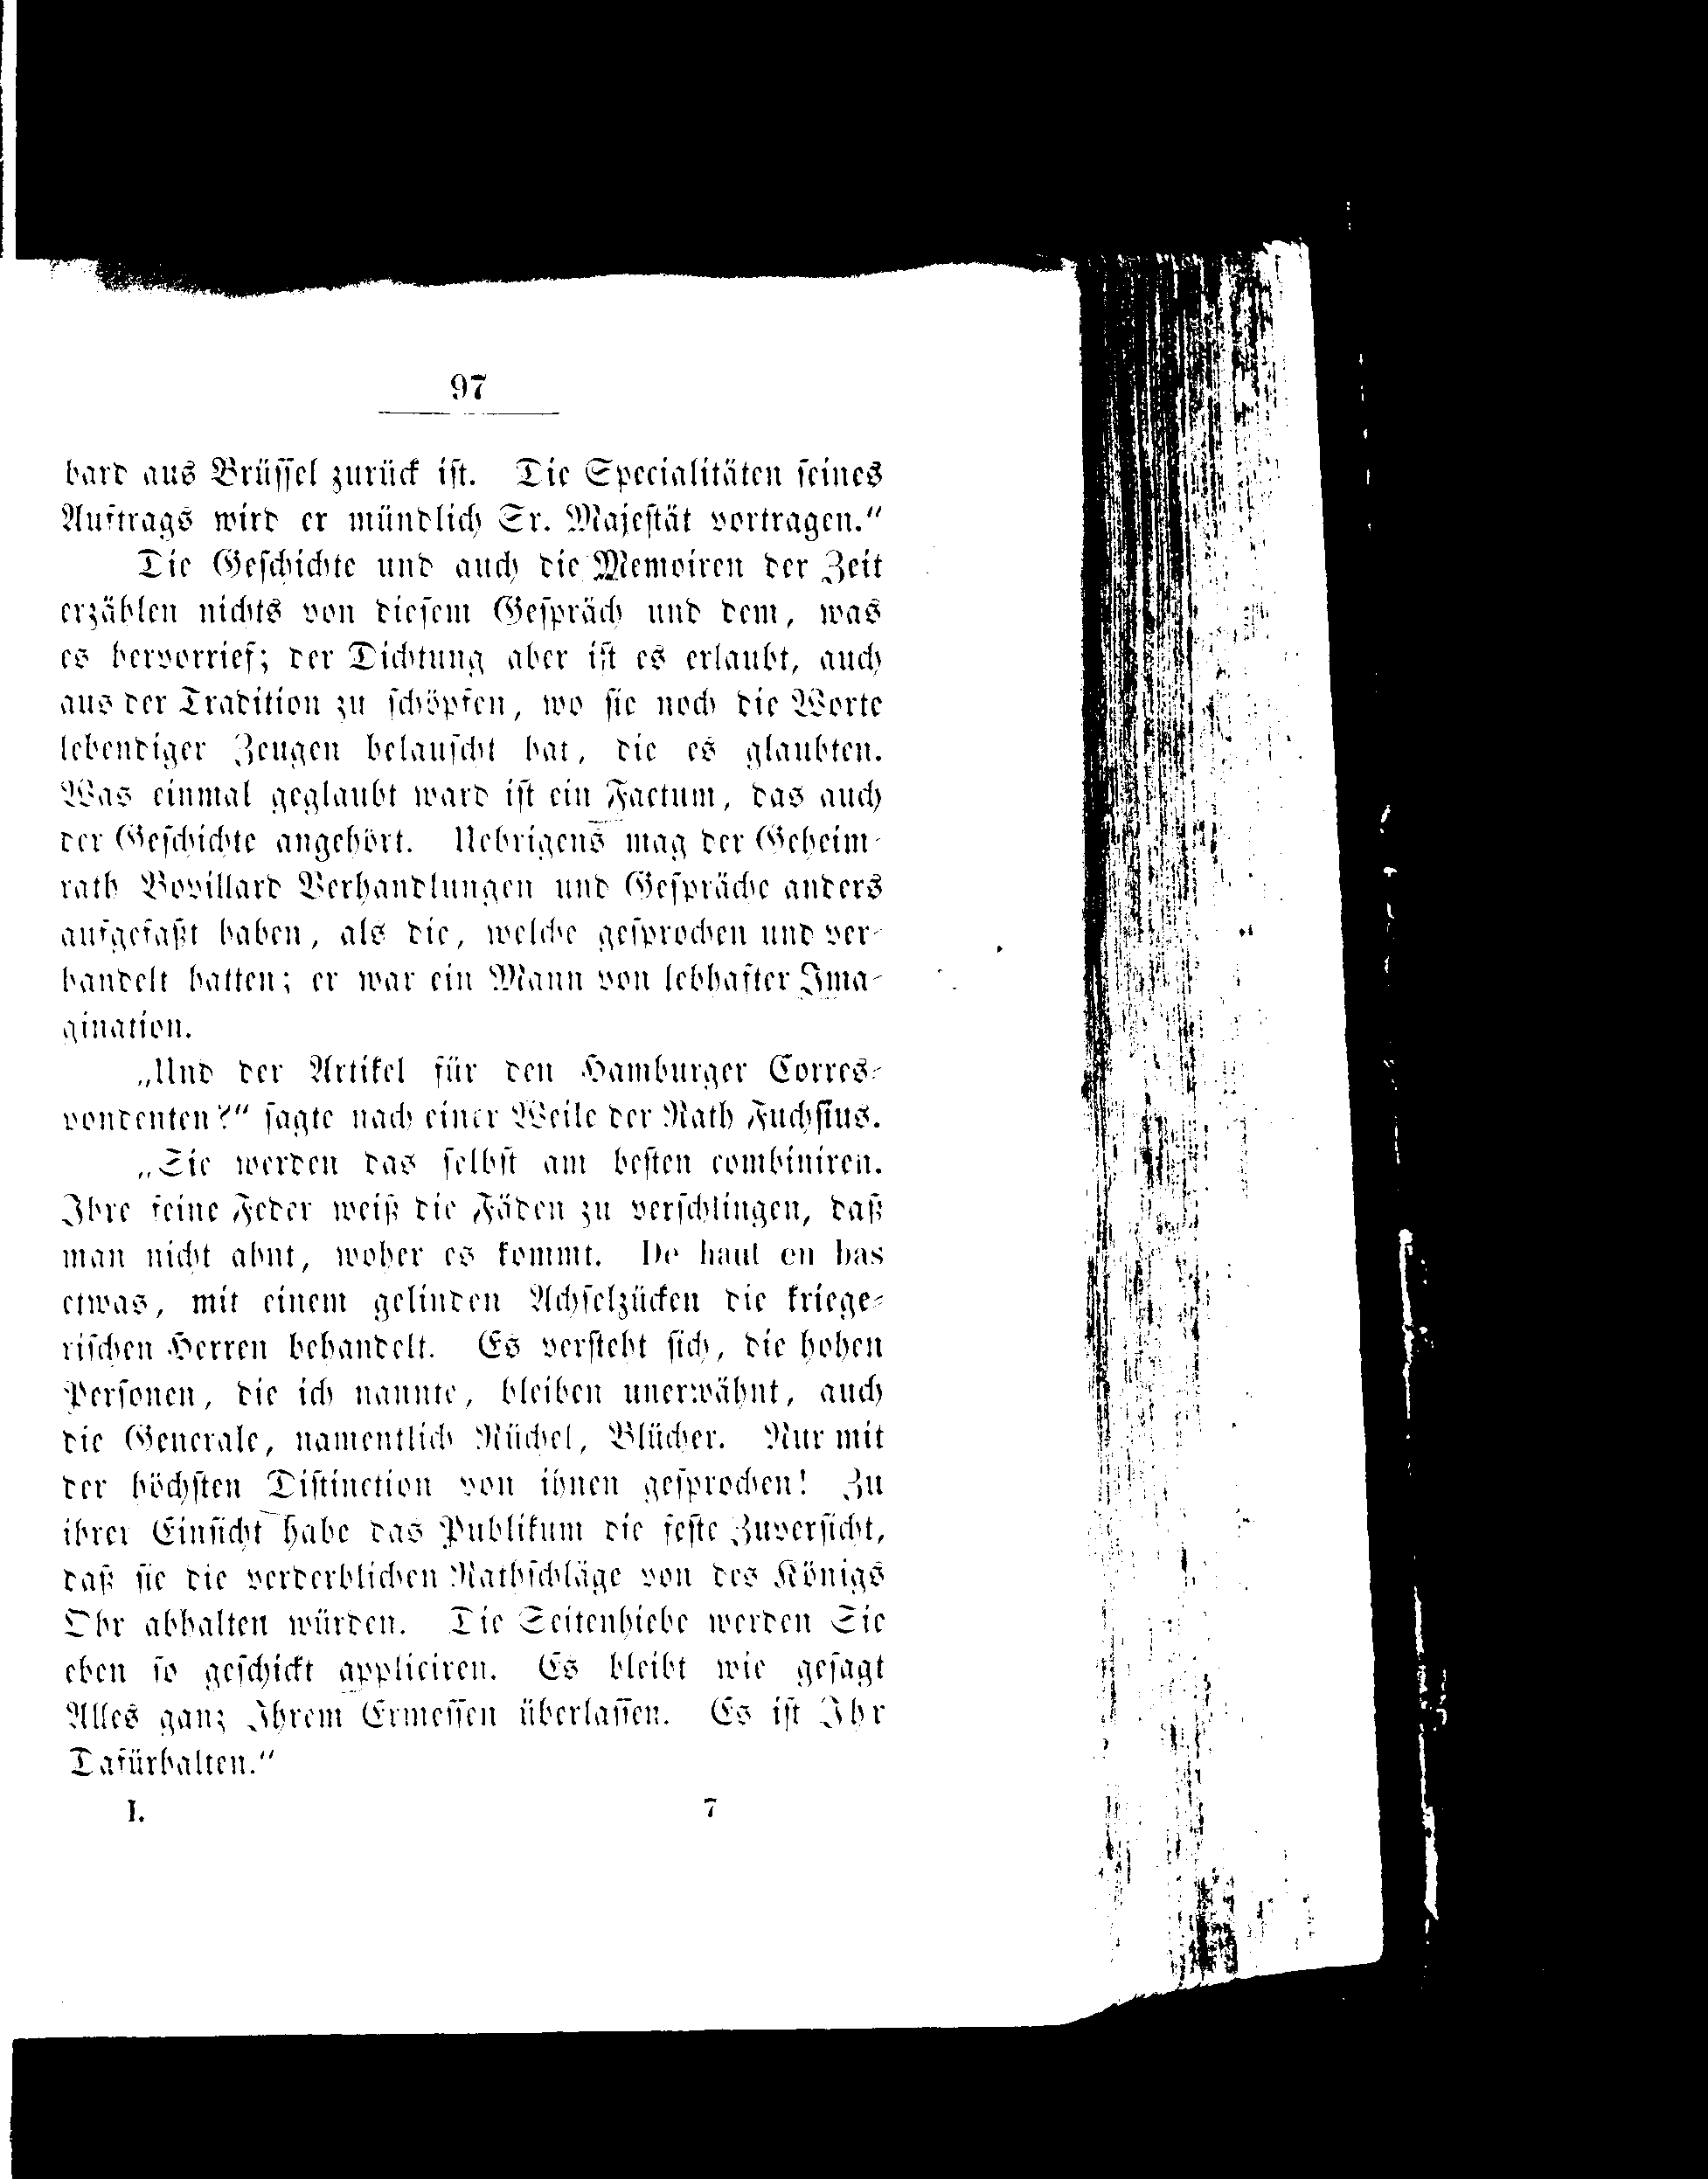 97
bard aus Brüſſel zurück iſt. Die Specialitäten ſeines
Auftrags wird er mündlich Sr. Majeſtät vortragen.“
Die Geſchichte und auch die Memoiren der Zeit
erzählen nichts von dieſem Geſpräch und dem, was
es hervorrief; der Dichtung aber iſt es erlaubt, auch
aus der Tradition zu ſchöpfen, wo ſie noch die Worte
lebendiger Zeugen belauſcht hat, die es glaubten.
Was einmal geglaubt ward iſt ein Factum, das auch
der Geſchichte angehört. Uebrigens mag der Geheim-
rath Bovillard Verhandlungen und Geſpräche anders
aufgefaßt haben, als die, welche geſprochen und ver-
handelt hatten; er war ein Mann von lebhafter Ima-
gination.
„Und der Artikel für den Hamburger Corres-
pondenten?“ ſagte nach einer Weile der Rath Fuchſius.
„Sie werden das ſelbſt am beſten combiniren.
Ihre feine Feder weiß die Fäden zu verſchlingen, daß
man nicht ahnt, woher es kommt. De haut en bas
etwas, mit einem gelinden Achſelzücken die kriege-
riſchen Herren behandelt. Es verſteht ſich, die hohen
Perſonen, die ich nannte, bleiben unerwähnt, auch
die Generale, namentlich Rüchel, Blücher. Nur mit
der höchſten Diſtinction von ihnen geſprochen! Zu
ihrer Einſicht habe das Publikum die feſte Zuverſicht,
daß ſie die verderblichen Rathſchläge von des Königs
Ohr abhalten würden. Die Seitenhiebe werden Sie
eben ſo geſchickt appliciren. Es bleibt wie geſagt
Alles ganz Ihrem Ermeſſen überlaſſen. Es iſt Ihr
Dafürhalten.“
I. 7